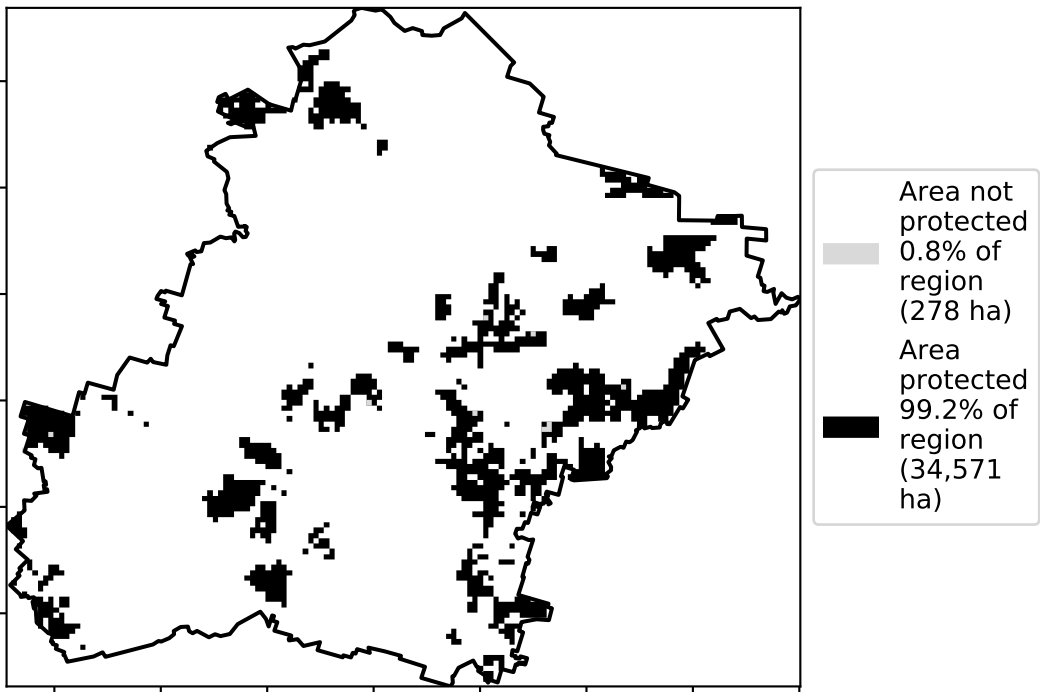 Area not
protected
0.8% of
region
(278 ha)
Area
protected
99.2% of
region
(34,571
ha)